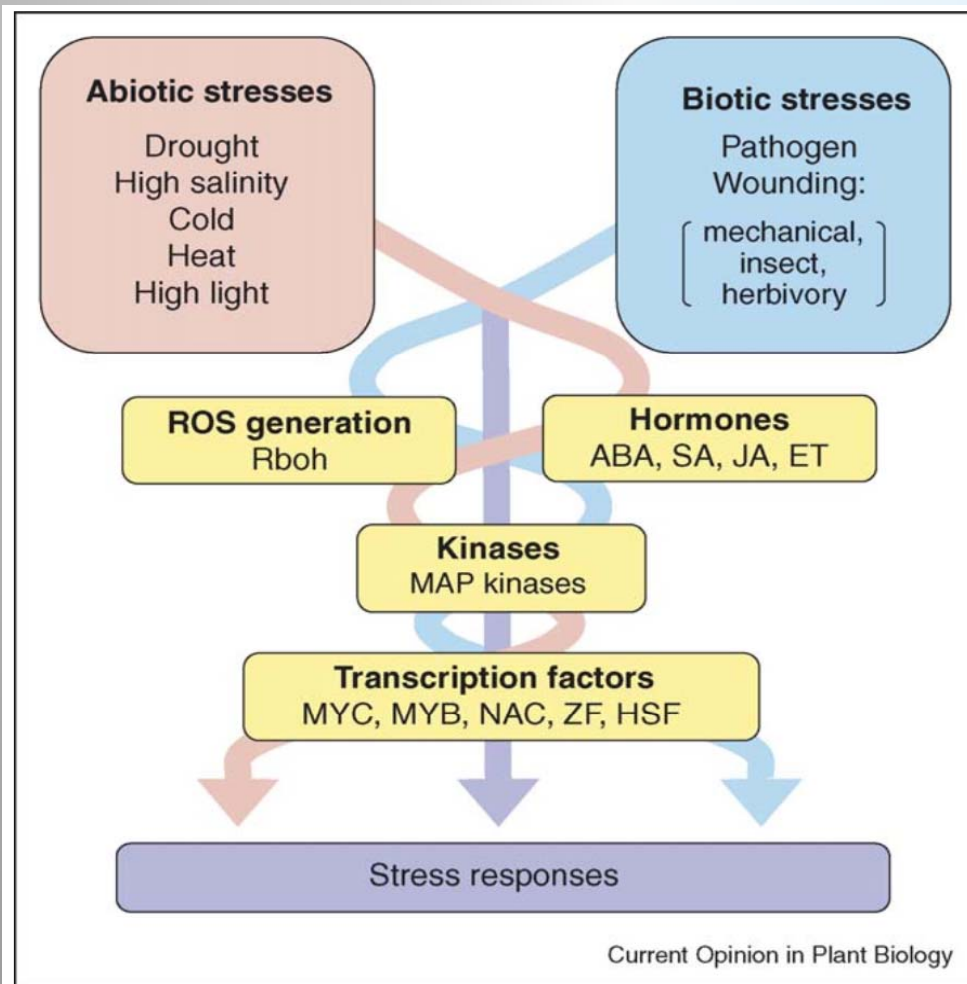 Abiotic stresses
Drought
High salinity
Cold
Heat
High light
Biotic stresses
Pathogen
Wounding:
mechanical,
insect,
herbivory
ROS generation
Rboh
Hormones
ABA, SA, JA, ET
Kinases
MAP kinases
Transcription factors
MYC, MYB, NAC, ZF, HSF
Stress responses
Current Opinion in Plant Biology